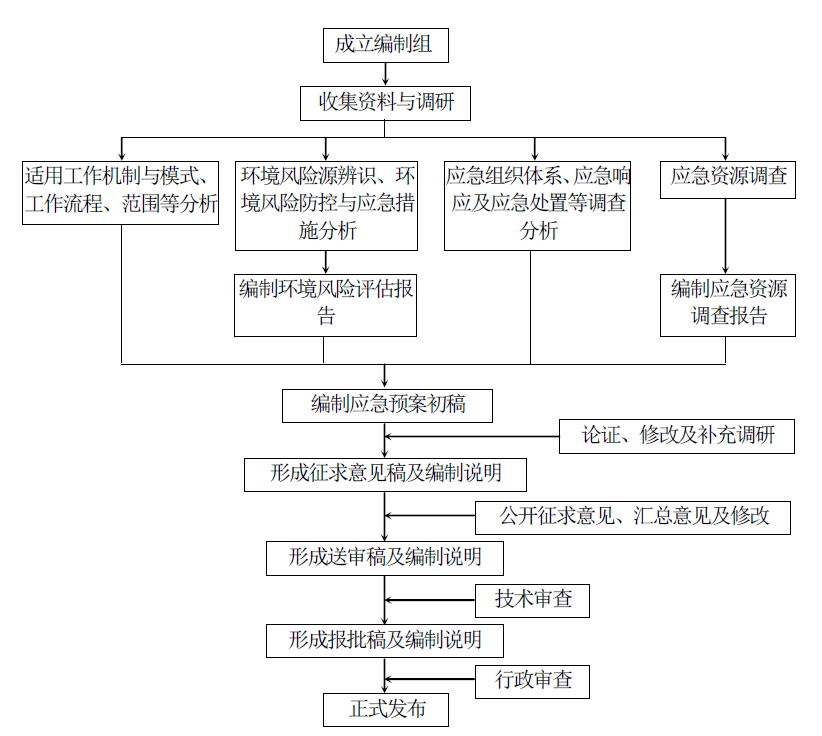 成立编制组
收集资料与调研
适用工作机制与模式、
工作流程、范围等分析
环境风险源辨识、环
境风险防控与应急措
施分析
应急组织体系、应急响
应及应急处置等调查
分析
应急资源调查
编制环境风险评估报
告
编制应急资源
调查报告
编制应急预案初稿
论证、修改及补充调研
形成征求意见稿及编制说明
公开征求意见、汇总意见及修改
形成送审稿及编制说明
技术审查
形成报批稿及编制说明
行政审查
正式发布